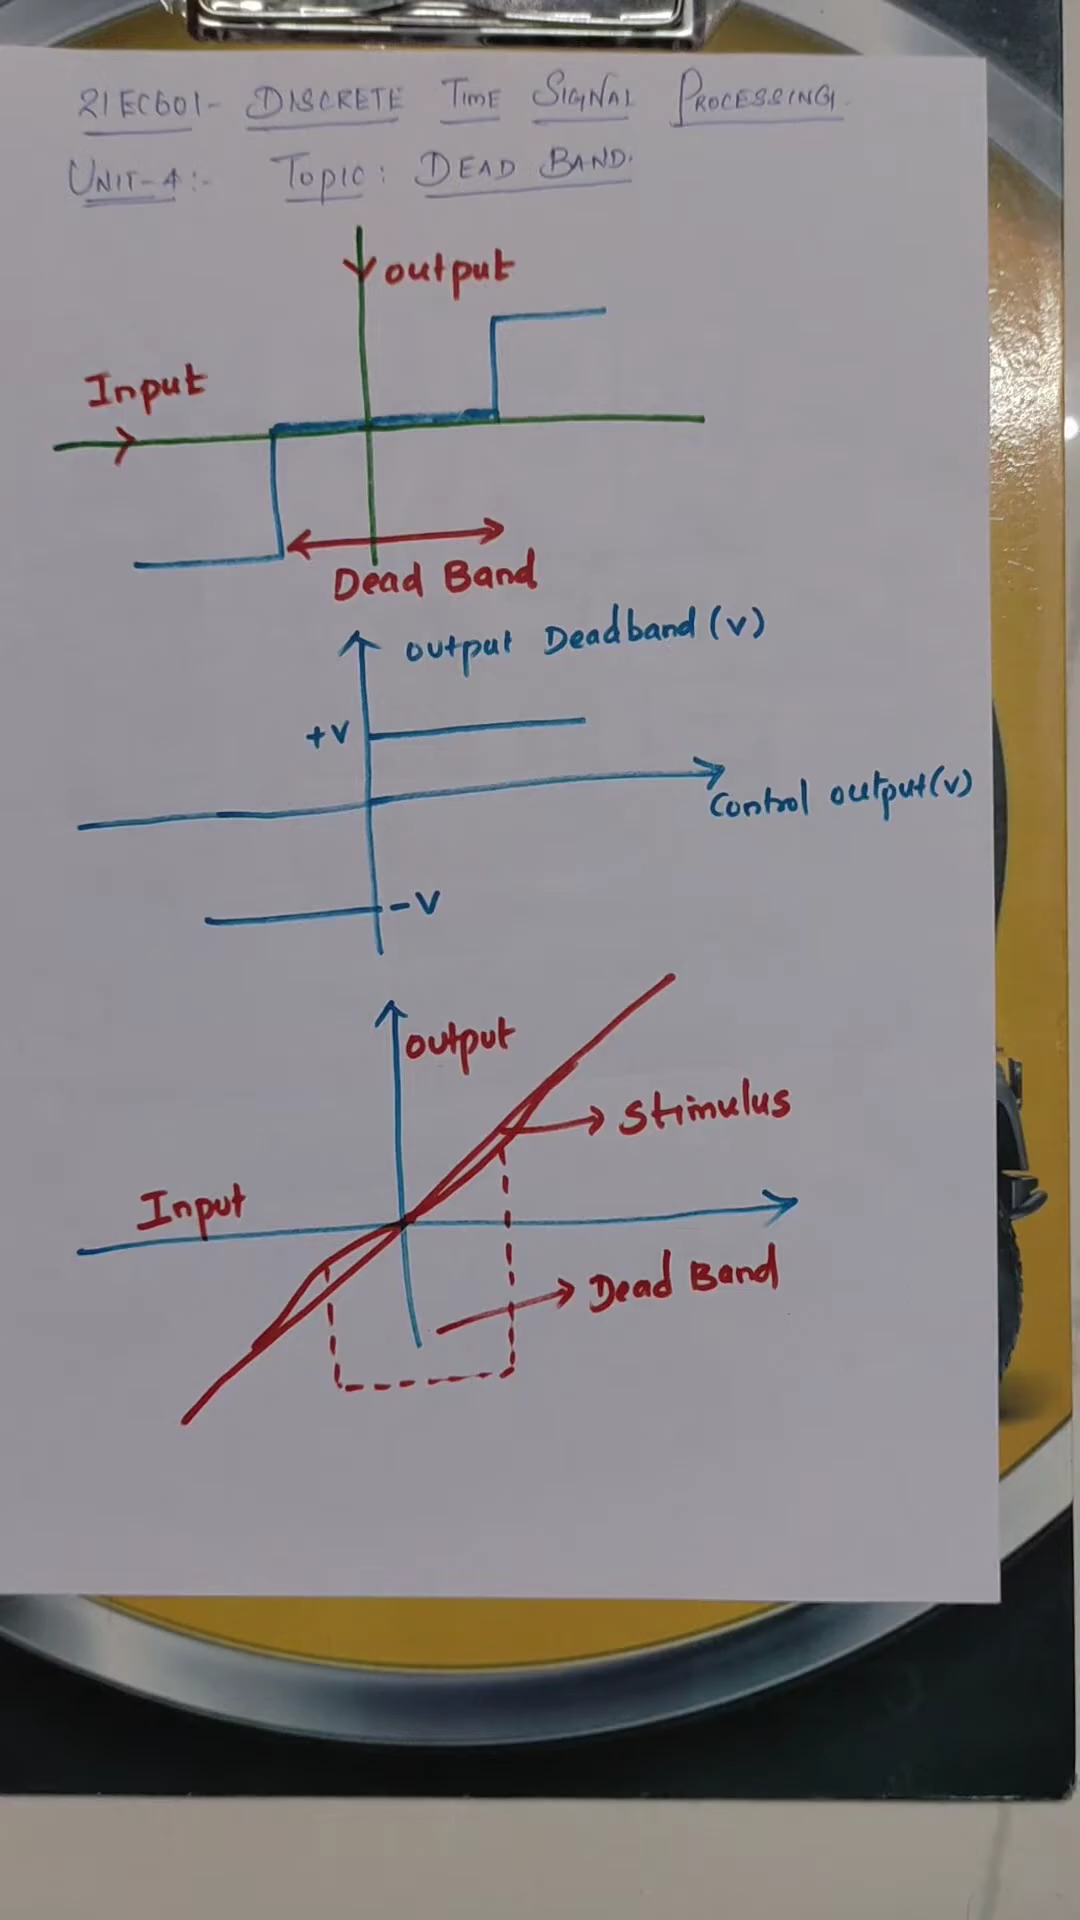 21EC601- DISCRETE TIME SIGNAL PROCESSING.
UNIT-4:- TOPIC: DEAD BAND.
output
Input
Dead Band
output Deadband (v)
+V
Control output(v)
-V
output
Stimulus
Input
Dead Band